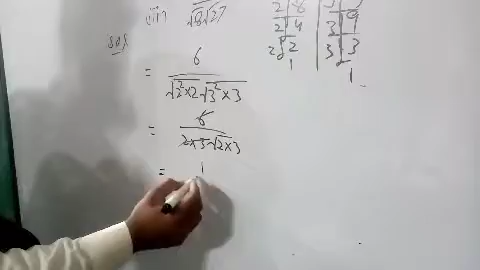 (iii) √8√27
2 | 8 3 | 27
2 | 4 3 | 9
2 | 2 3 | 3
1 1
= 6 / √2²×2 √3²×3
= 6 / 2×3√2×3
= 1